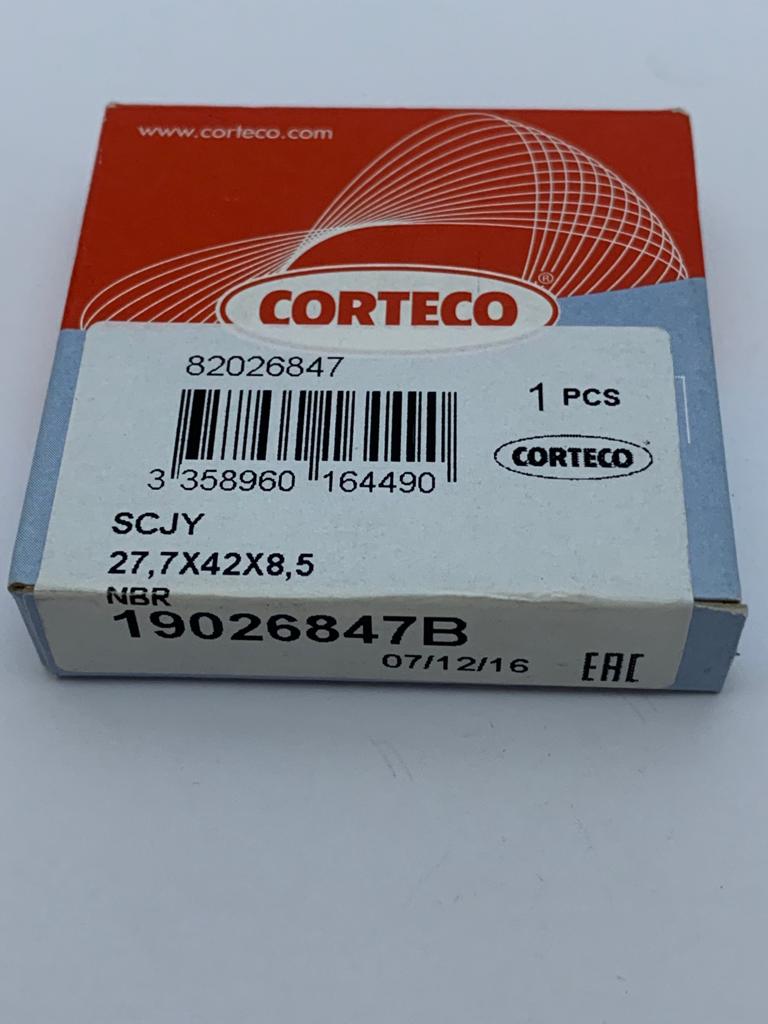 www.corteco.com
CORTECO®
82026847
1 PCS
CORTECO
3 358960 164490
SCJY
27,7X42X8,5
NBR
19026847B
07/12/16
EAC